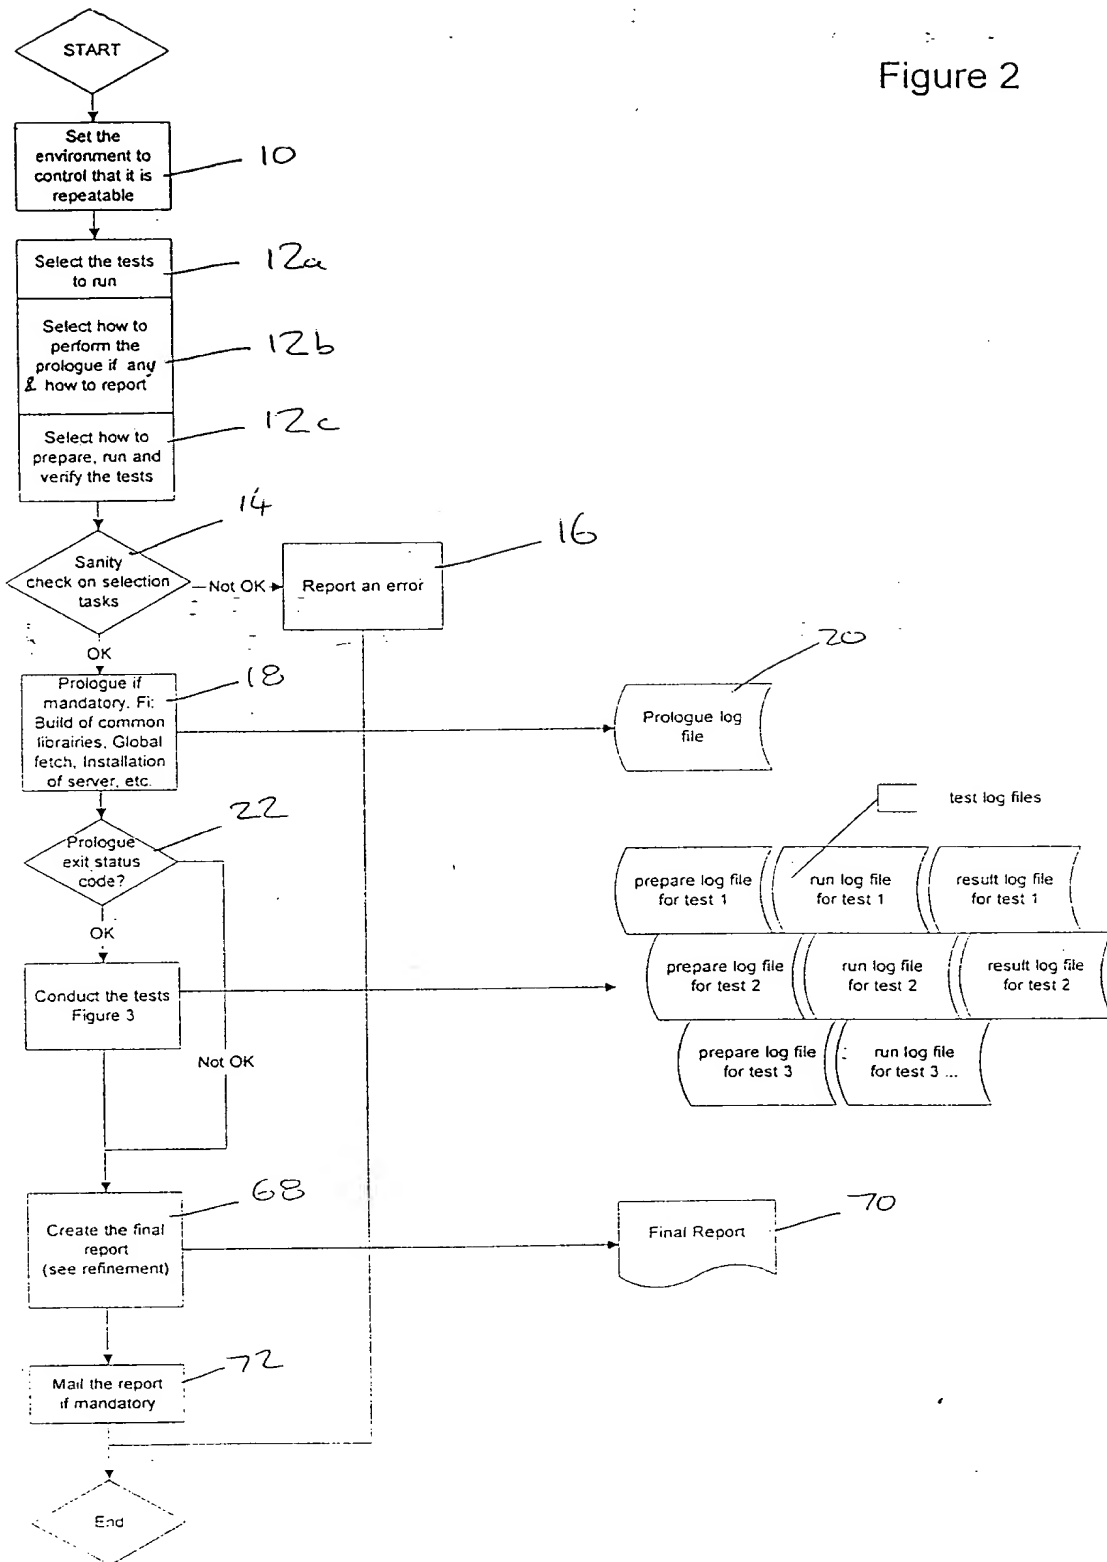 Figure 2
START
Set the
environment to
control that it is
repeatable
10
Select the tests
to run
12a
Select how to
perform the
prologue if any
& how to report
12b
Select how to
prepare, run and
verify the tests
12c
Sanity
check on selection
tasks
14
Not OK
Report an error
16
OK
Prologue if
mandatory. Fi:
Build of common
librairies, Global
fetch, Installation
of server, etc.
18
Prologue log
file
20
Prologue
exit status
code?
22
test log files
prepare log file
for test 1
run log file
for test 1
result log file
for test 1
OK
Conduct the tests
Figure 3
prepare log file
for test 2
run log file
for test 2
result log file
for test 2
Not OK
prepare log file
for test 3
run log file
for test 3 ...
Create the final
report
(see refinement)
68
Final Report
70
Mail the report
if mandatory
72
End